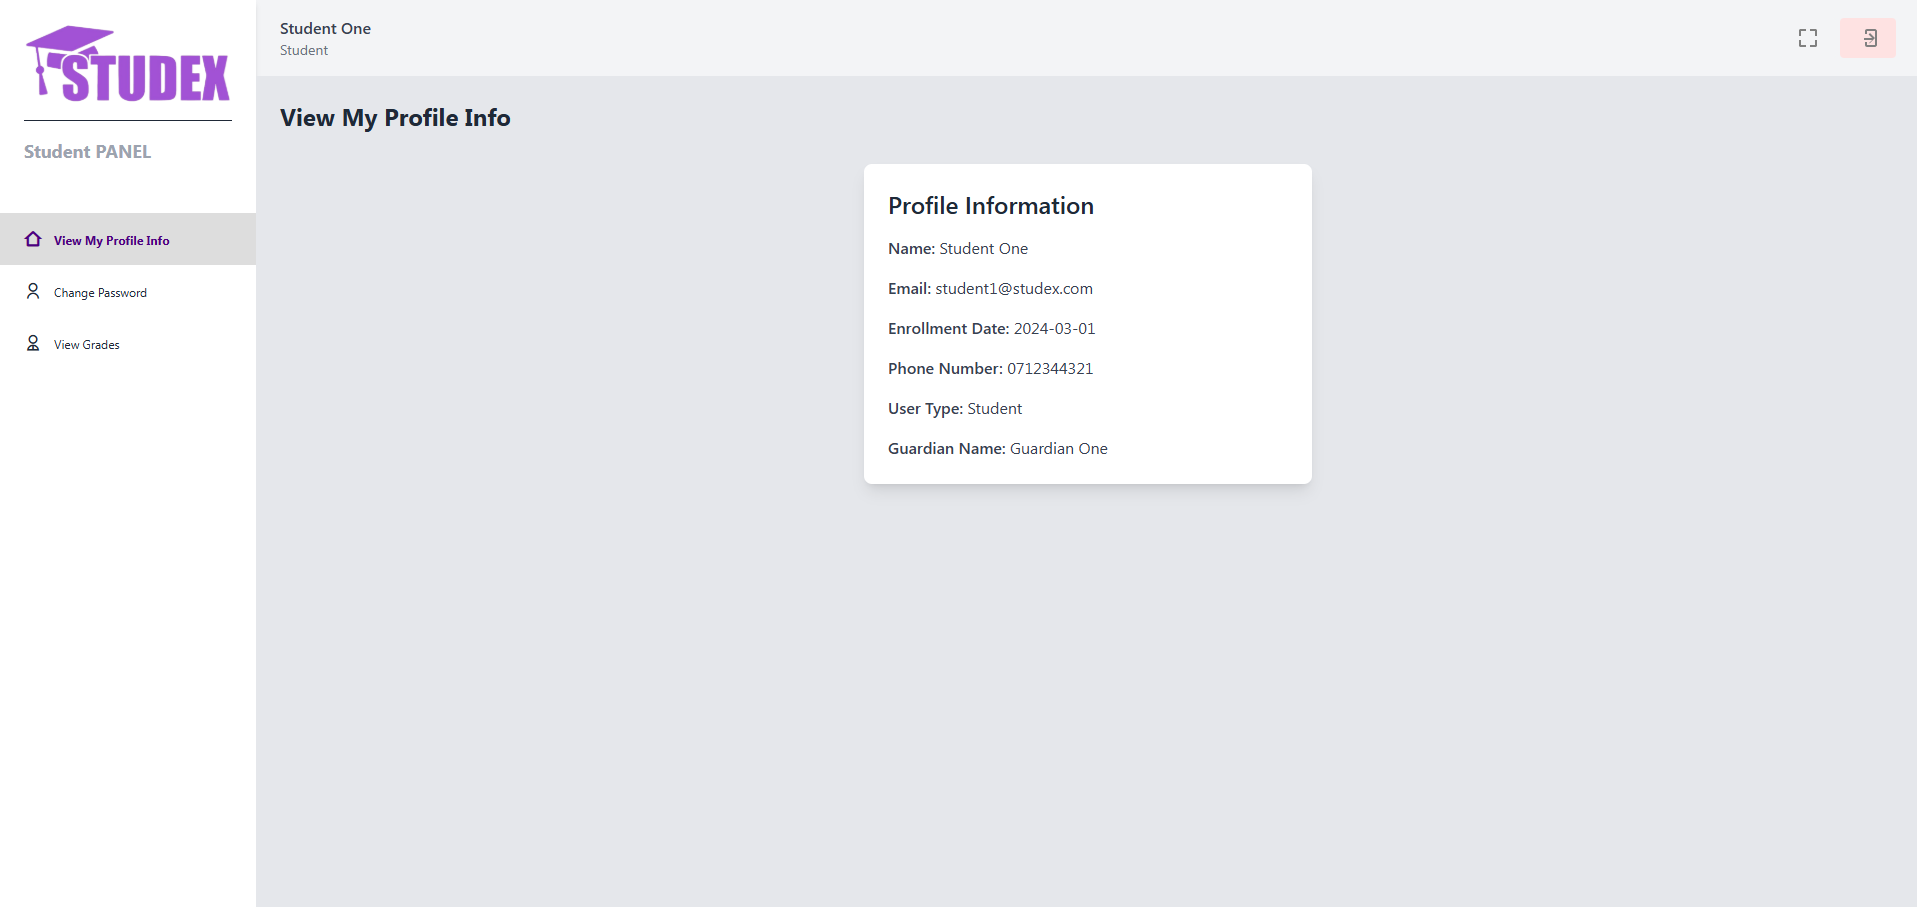 STUDEX
Student PANEL
View My Profile Info
Change Password
View Grades
Student One
Student
View My Profile Info
Profile Information
Name: Student One
Email: student1@studex.com
Enrollment Date: 2024-03-01
Phone Number: 0712344321
User Type: Student
Guardian Name: Guardian One